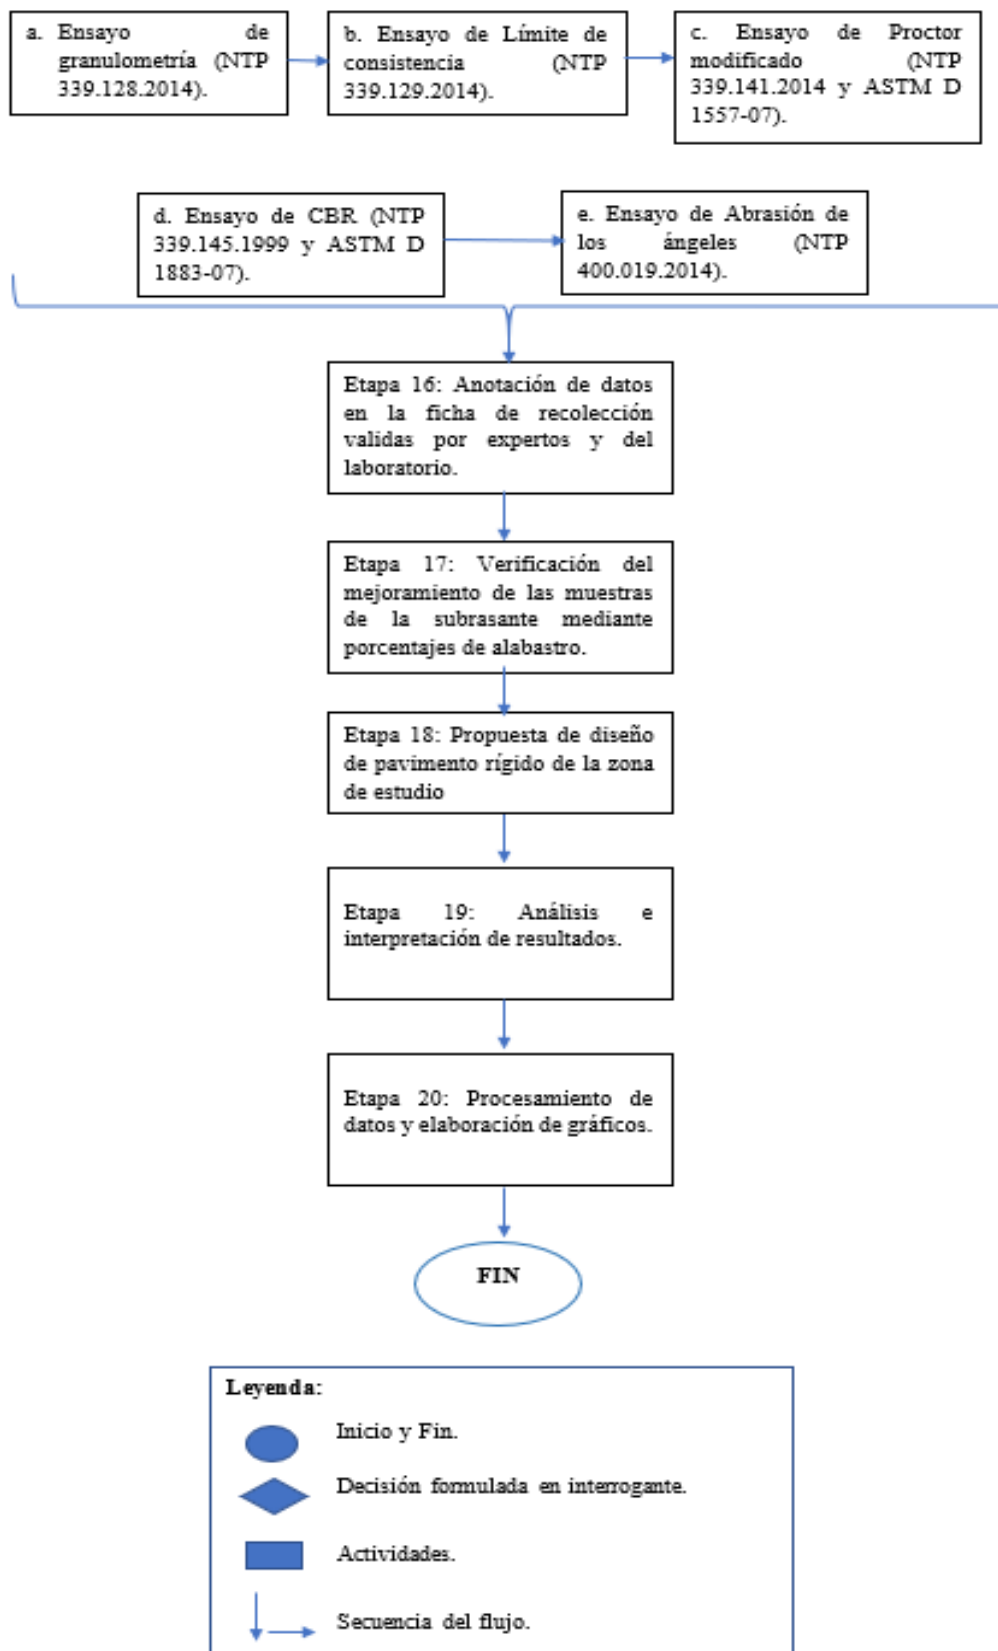 a. Ensayo de
granulometría (NTP
339.128.2014).
b. Ensayo de Límite de
consistencia (NTP
339.129.2014).
c. Ensayo de Proctor
modificado (NTP
339.141.2014 y ASTM D
1557-07).
d. Ensayo de CBR (NTP
339.145.1999 y ASTM D
1883-07).
e. Ensayo de Abrasión de
los ángeles (NTP
400.019.2014).
Etapa 16: Anotación de datos
en la ficha de recolección
validas por expertos y del
laboratorio.
Etapa 17: Verificación del
mejoramiento de las muestras
de la subrasante mediante
porcentajes de alabastro.
Etapa 18: Propuesta de diseño
de pavimento rígido de la zona
de estudio
Etapa 19: Análisis e
interpretación de resultados.
Etapa 20: Procesamiento de
datos y elaboración de gráficos.
FIN
Leyenda:
Inicio y Fin.
Decisión formulada en interrogante.
Actividades.
Secuencia del flujo.